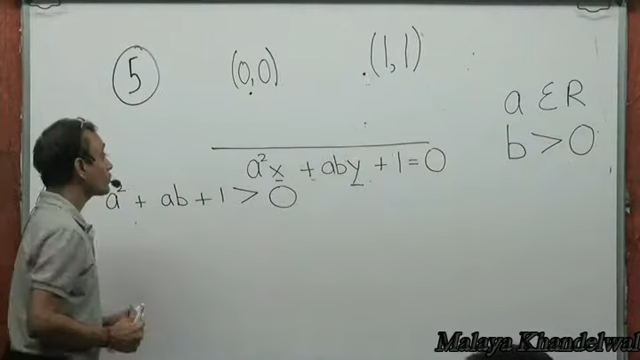 5 (0,0) (1,1)
a ε R
b > 0
a²x + aby + 1 = 0
a² + ab + 1 > 0
Malaya Khandelwal